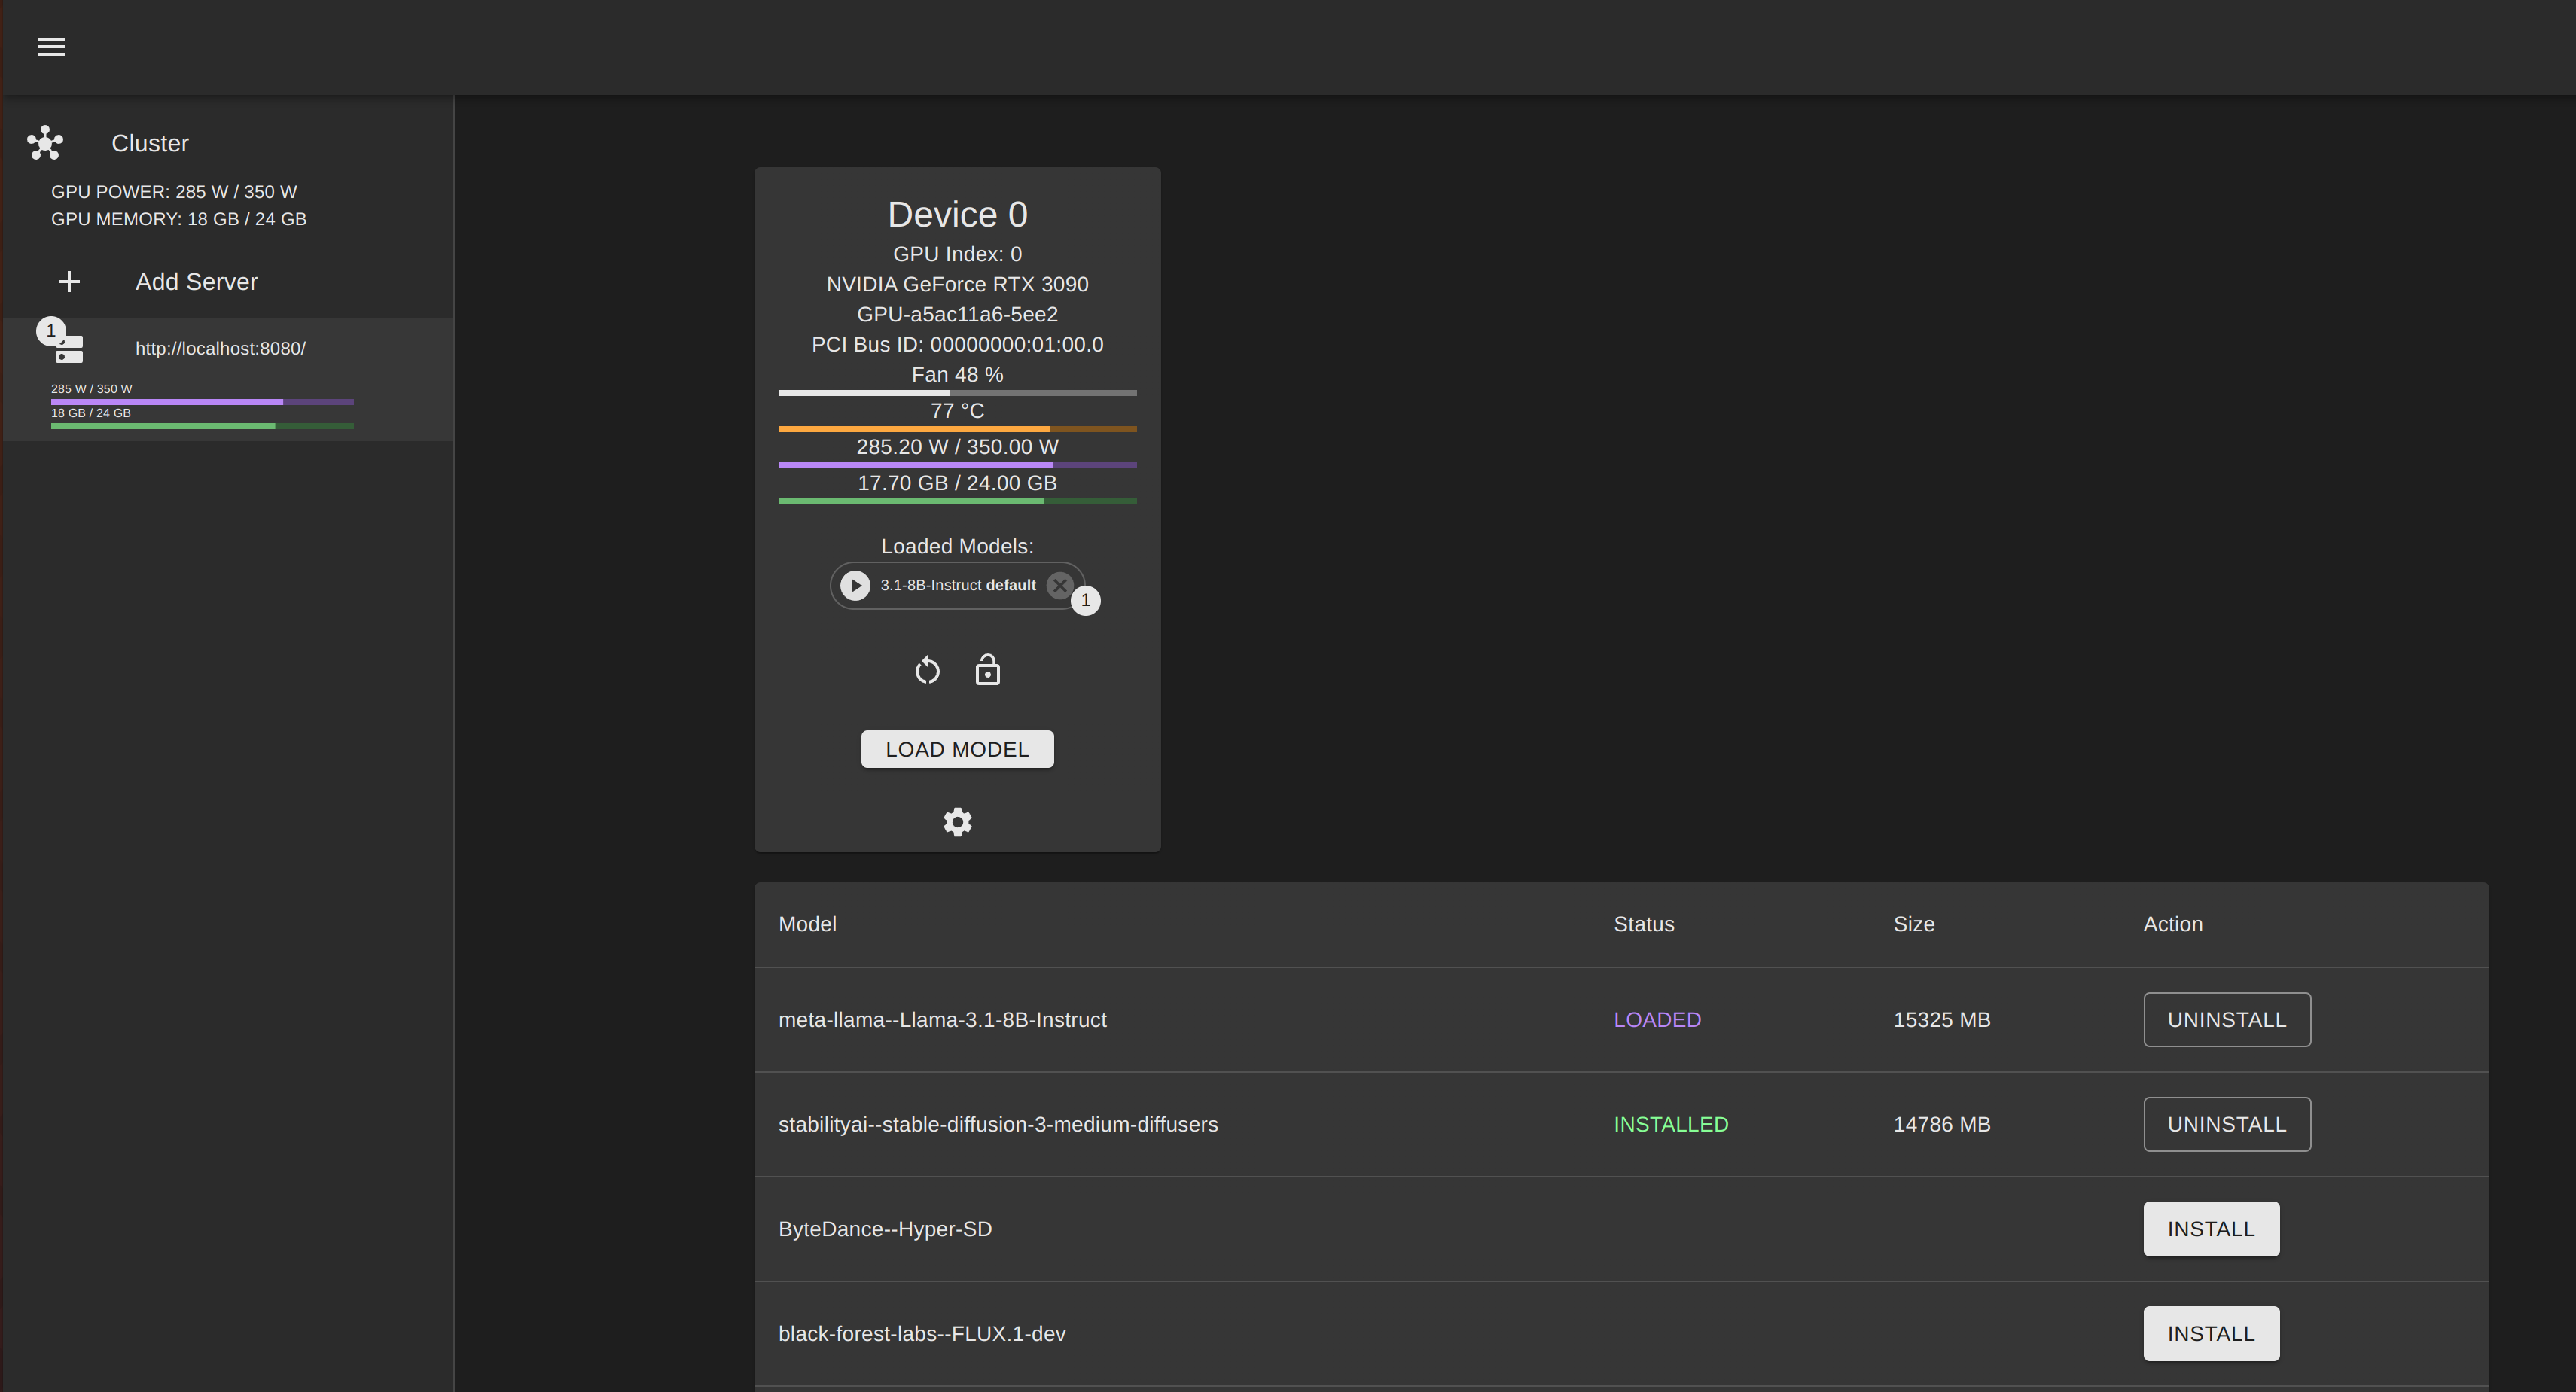 Cluster
GPU POWER: 285 W / 350 W
GPU MEMORY: 18 GB / 24 GB
Add Server
1
http://localhost:8080/
285 W / 350 W
18 GB / 24 GB
Device 0
GPU Index: 0
NVIDIA GeForce RTX 3090
GPU-a5ac11a6-5ee2
PCI Bus ID: 00000000:01:00.0
Fan 48 %
77 °C
285.20 W / 350.00 W
17.70 GB / 24.00 GB
Loaded Models:
3.1-8B-Instruct default
1
LOAD MODEL
Model Status Size Action
meta-llama--Llama-3.1-8B-Instruct LOADED 15325 MB UNINSTALL
stabilityai--stable-diffusion-3-medium-diffusers INSTALLED 14786 MB UNINSTALL
ByteDance--Hyper-SD INSTALL
black-forest-labs--FLUX.1-dev INSTALL